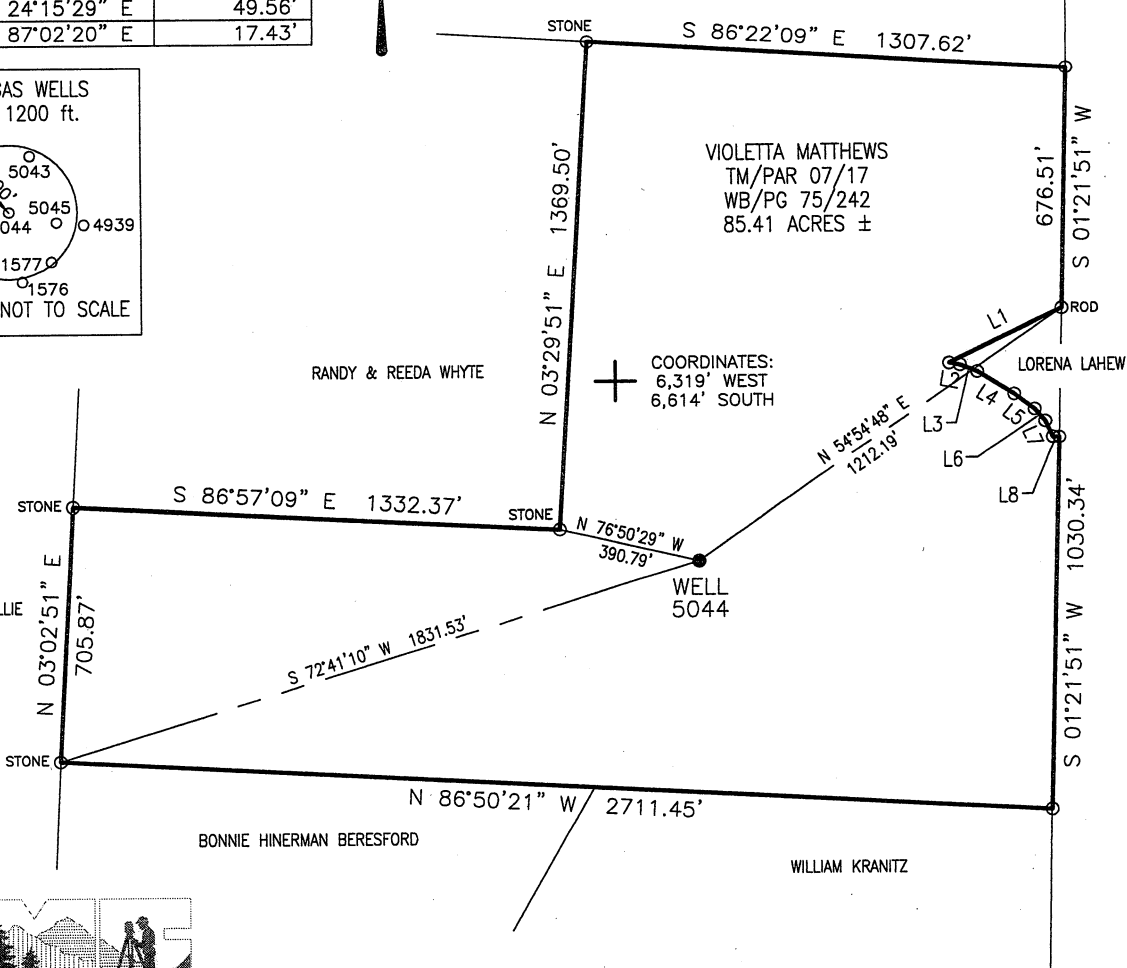 24°15'29" E 49.56'
87°02'20" E 17.43'
GAS WELLS
1200 ft.
5043
5045
4939
1577
1576
NOT TO SCALE
STONE
S 86°22'09" E 1307.62'
VIOLETTA MATTHEWS
TM/PAR 07/17
WB/PG 75/242
85.41 ACRES ±
N 03°29'51" E 1369.50'
676.51'
S 01°21'51" W
ROD
L1
LORENA LAHEW
RANDY & REEDA WHYTE
COORDINATES:
6,319' WEST
6,614' SOUTH
L2
L3
L4
L5
L6
L7
L8
N 54°54'48" E
1212.19'
STONE
S 86°57'09" E 1332.37'
STONE
N 76°50'29" W
390.79'
WELL
5044
S 01°21'51" W 1030.34'
LLIE
N 03°02'51" E
705.87'
S 72°41'10" W 1831.53'
STONE
N 86°50'21" W 2711.45'
BONNIE HINERMAN BERESFORD
WILLIAM KRANITZ